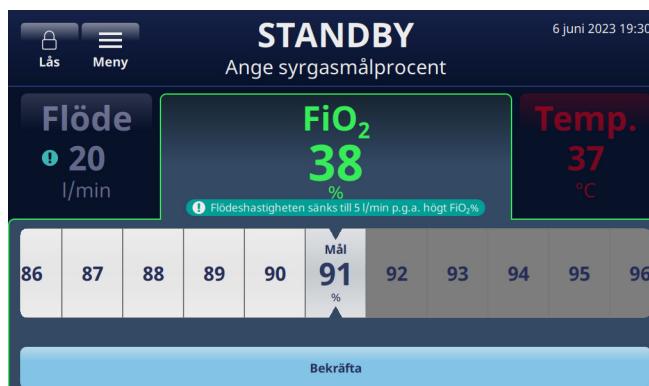 STANDBY
6 juni 2023 19:30
Lås
Meny
Ange syrgasmålprocent
Flöde
20
l/min
FiO₂
38
%
Flödeshastigheten sänks till 5 l/min p.g.a. högt FiO₂%
Temp.
37
°C
Mål
86 87 88 89 90 91 92 93 94 95 96
%
Bekräfta